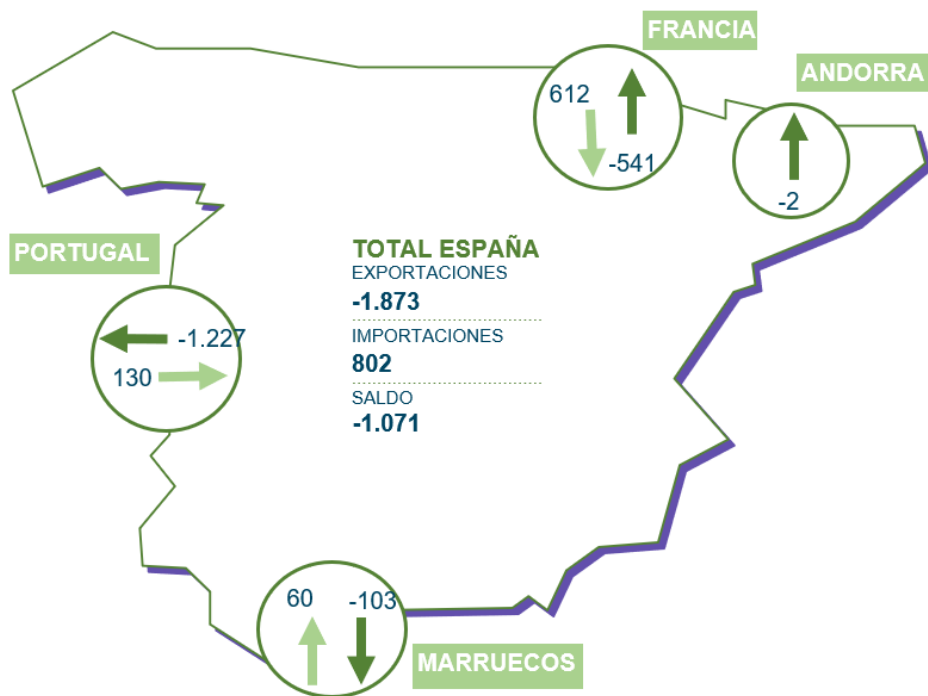 FRANCIA
612
-541
ANDORRA
-2
PORTUGAL
-1.227
130
TOTAL ESPAÑA
EXPORTACIONES
-1.873
IMPORTACIONES
802
SALDO
-1.071
60
-103
MARRUECOS